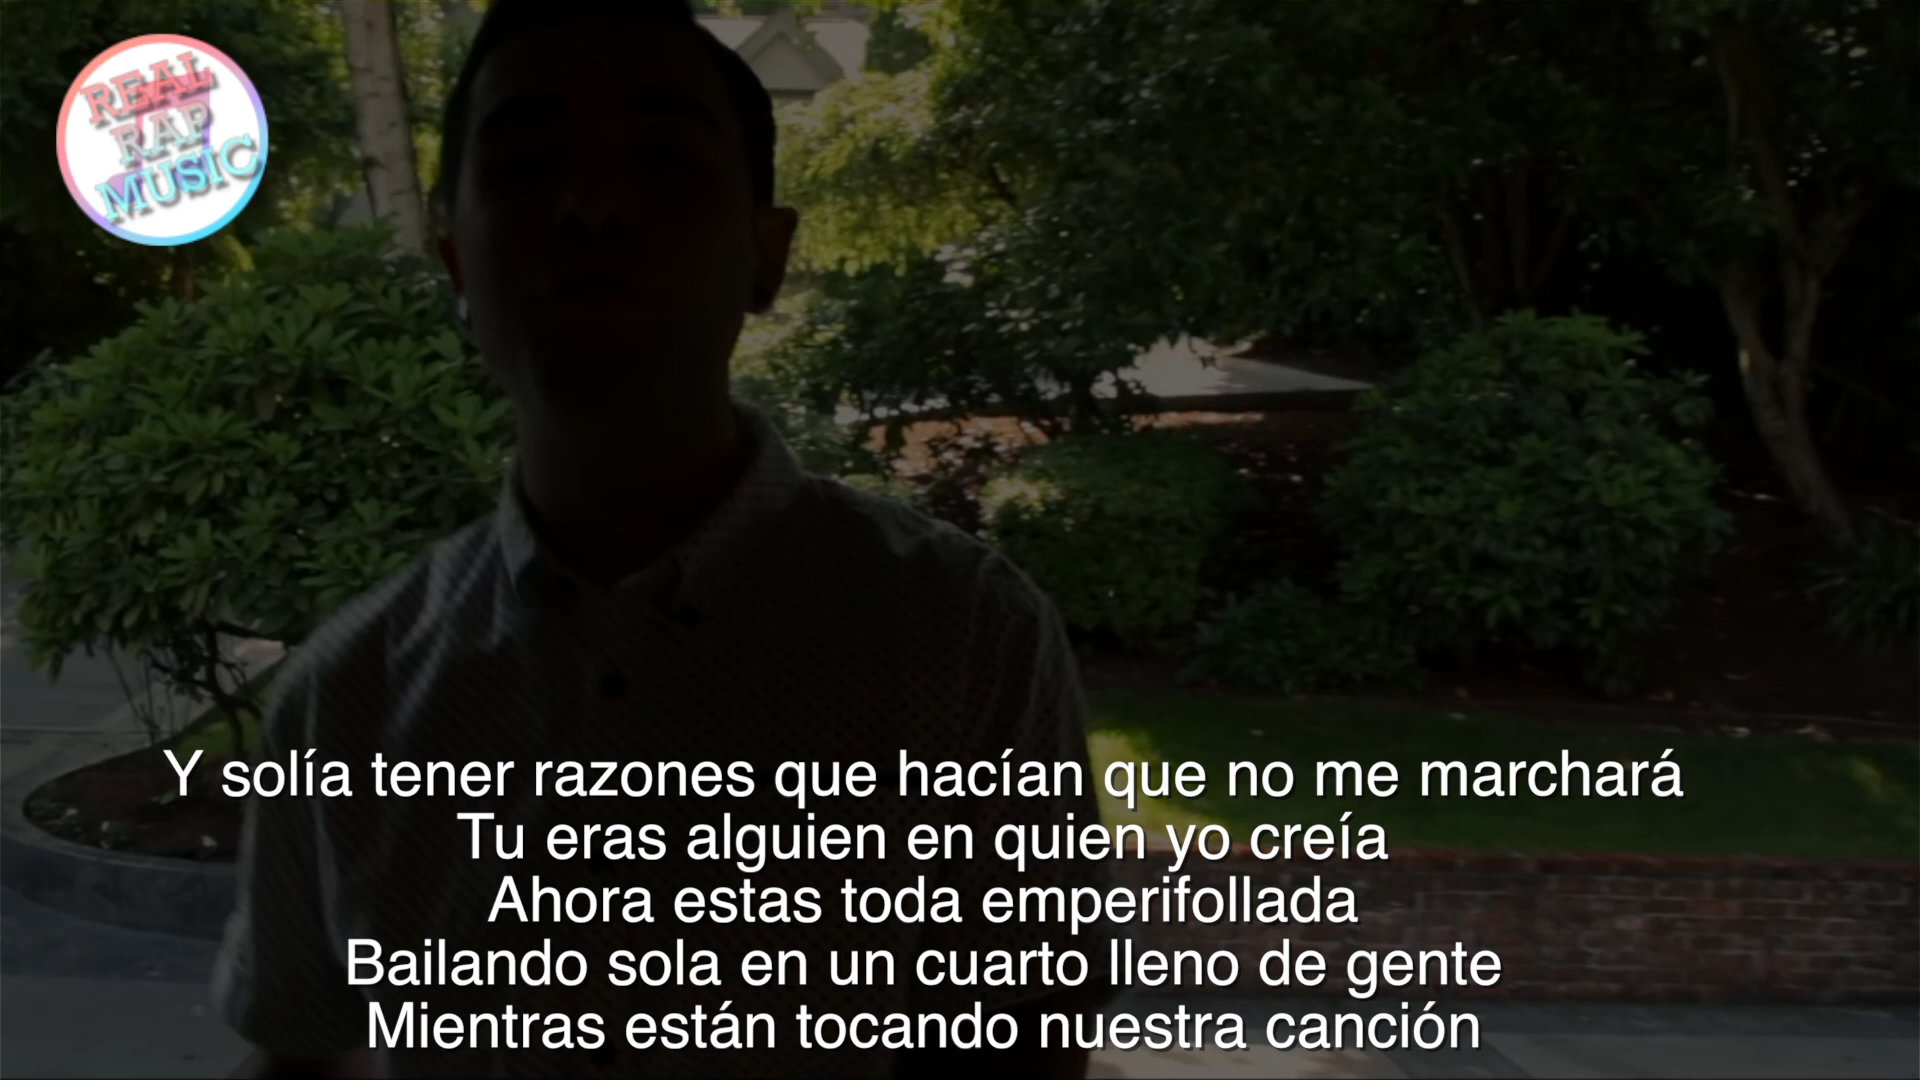 REAL
RAP
MUSIC
Y solía tener razones que hacían que no me marchará
Tu eras alguien en quien yo creía
Ahora estas toda emperifollada
Bailando sola en un cuarto lleno de gente
Mientras están tocando nuestra canción